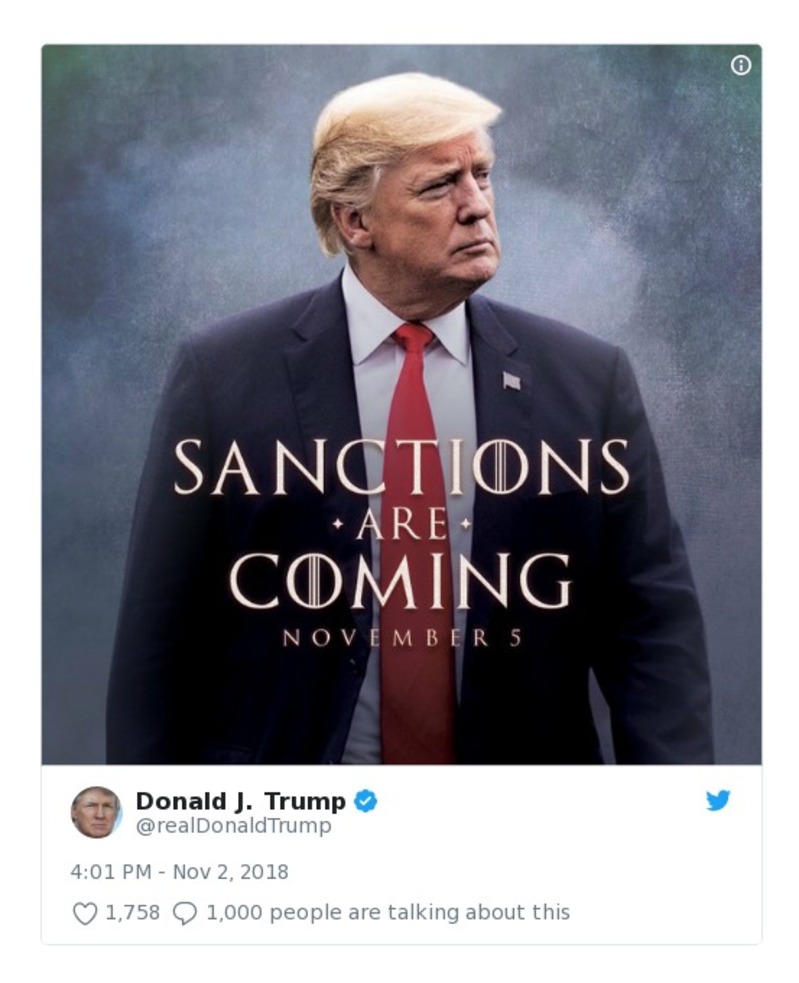 SANCTIONS
ARE
COMING
NOVEMBER 5
Donald J. Trump
@realDonaldTrump
4:01 PM - Nov 2, 2018
1,758 1,000 people are talking about this